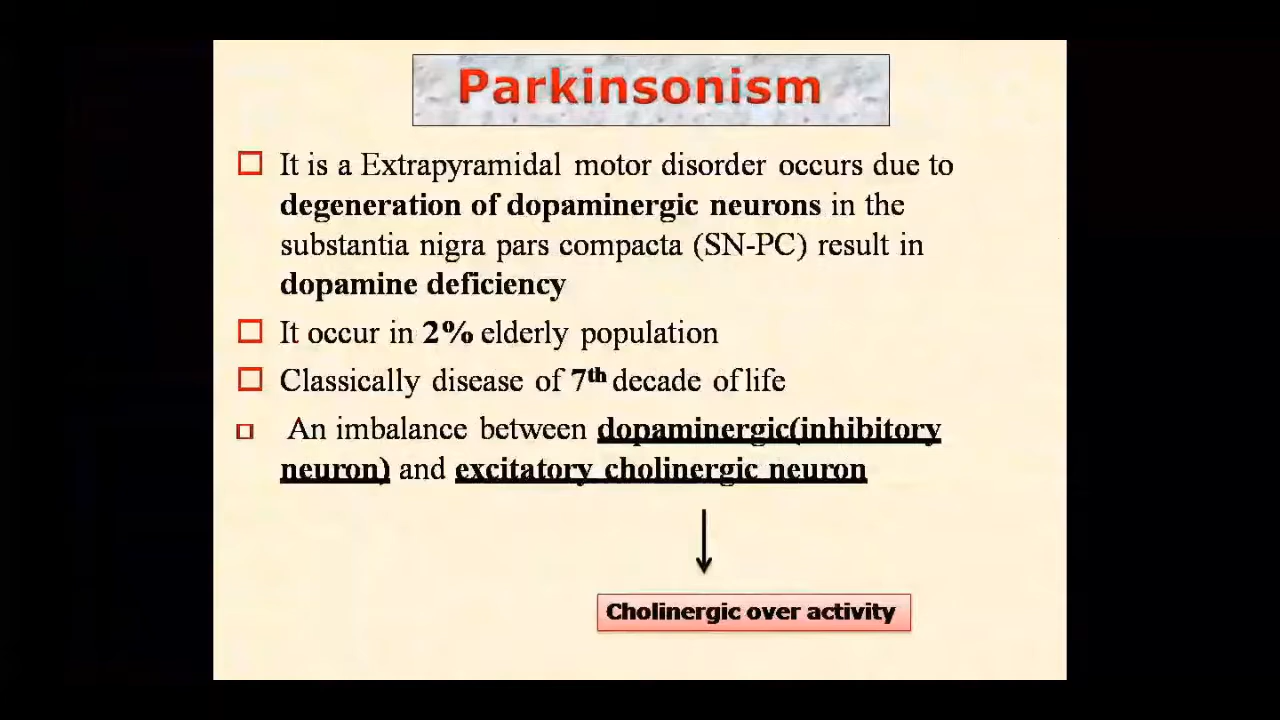 Parkinsonism
It is a Extrapyramidal motor disorder occurs due to
degeneration of dopaminergic neurons in the
substantia nigra pars compacta (SN-PC) result in
dopamine deficiency
It occur in 2% elderly population
Classically disease of 7th decade of life
An imbalance between dopaminergic(inhibitory
neuron) and excitatory cholinergic neuron
Cholinergic over activity